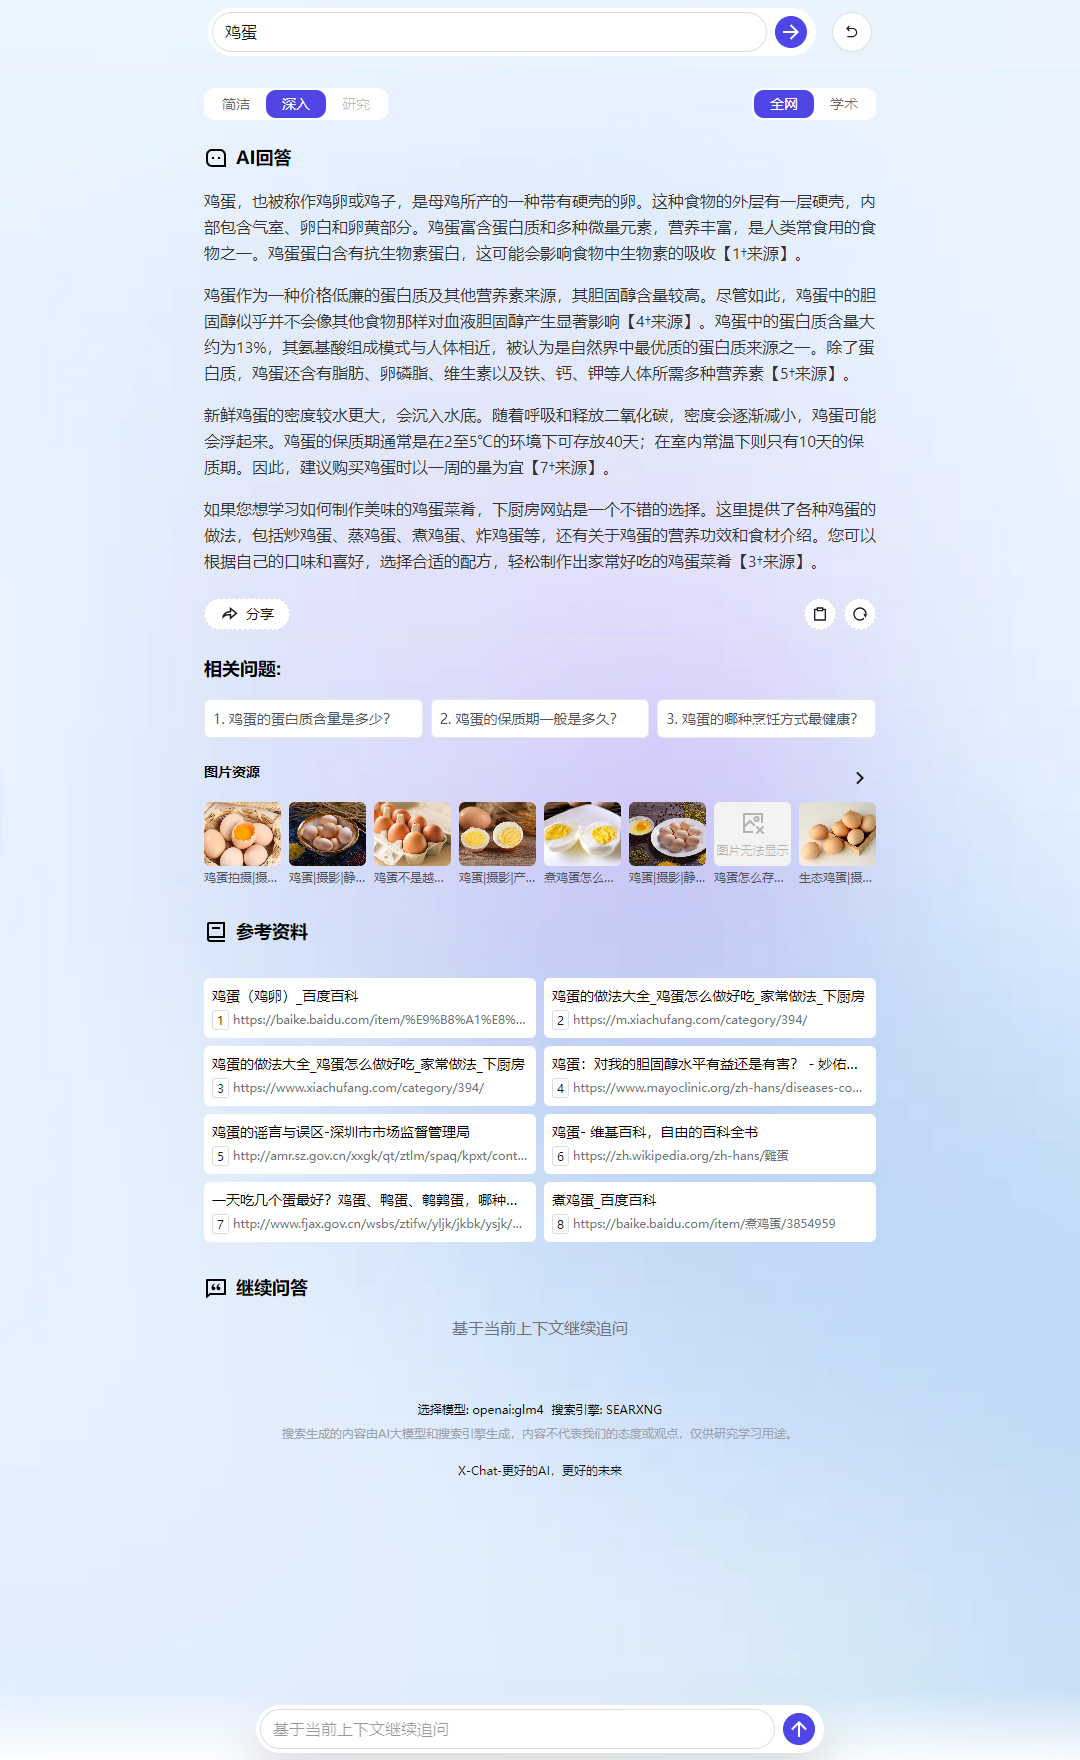 鸡蛋
简洁 深入 研究
全网 学术
AI回答
鸡蛋，也被称作鸡卵或鸡子，是母鸡所产的一种带有硬壳的卵。这种食物的外层有一层硬壳，内
部包含气室、卵白和卵黄部分。鸡蛋富含蛋白质和多种微量元素，营养丰富，是人类常食用的食
物之一。鸡蛋蛋白含有抗生物素蛋白，这可能会影响食物中生物素的吸收【1†来源】。
鸡蛋作为一种价格低廉的蛋白质及其他营养素来源，其胆固醇含量较高。尽管如此，鸡蛋中的胆
固醇似乎并不会像其他食物那样对血液胆固醇产生显著影响【4†来源】。鸡蛋中的蛋白质含量大
约为13%，其氨基酸组成模式与人体相近，被认为是自然界中最优质的蛋白质来源之一。除了蛋
白质，鸡蛋还含有脂肪、卵磷脂、维生素以及铁、钙、钾等人体所需多种营养素【5†来源】。
新鲜鸡蛋的密度较水更大，会沉入水底。随着呼吸和释放二氧化碳，密度会逐渐减小，鸡蛋可能
会浮起来。鸡蛋的保质期通常是在2至5℃的环境下可存放40天；在室内常温下则只有10天的保
质期。因此，建议购买鸡蛋时以一周的量为宜【7†来源】。
如果您想学习如何制作美味的鸡蛋菜肴，下厨房网站是一个不错的选择。这里提供了各种鸡蛋的
做法，包括炒鸡蛋、蒸鸡蛋、煮鸡蛋、炸鸡蛋等，还有关于鸡蛋的营养功效和食材介绍。您可以
根据自己的口味和喜好，选择合适的配方，轻松制作出家常好吃的鸡蛋菜肴【3†来源】。
分享
相关问题:
1. 鸡蛋的蛋白质含量是多少？
2. 鸡蛋的保质期一般是多久？
3. 鸡蛋的哪种烹饪方式最健康？
图片资源
图片无法显示
鸡蛋拍摄|摄...
鸡蛋|摄影|静...
鸡蛋不是越...
鸡蛋|摄影|产...
煮鸡蛋怎么...
鸡蛋|摄影|静...
鸡蛋怎么存...
生态鸡蛋|摄...
参考资料
鸡蛋（鸡卵）_百度百科
1 https://baike.baidu.com/item/%E9%B8%A1%E8%...
鸡蛋的做法大全_鸡蛋怎么做好吃_家常做法_下厨房
2 https://m.xiachufang.com/category/394/
鸡蛋的做法大全_鸡蛋怎么做好吃_家常做法_下厨房
3 https://www.xiachufang.com/category/394/
鸡蛋：对我的胆固醇水平有益还是有害？ - 妙佑...
4 https://www.mayoclinic.org/zh-hans/diseases-co...
鸡蛋的谣言与误区-深圳市市场监督管理局
5 http://amr.sz.gov.cn/xxgk/qt/ztlm/spaq/kpxt/cont...
鸡蛋- 维基百科，自由的百科全书
6 https://zh.wikipedia.org/zh-hans/雞蛋
一天吃几个蛋最好？鸡蛋、鸭蛋、鹌鹑蛋，哪种...
7 http://www.fjax.gov.cn/wsbs/ztifw/yljk/jkbk/ysjk/...
煮鸡蛋_百度百科
8 https://baike.baidu.com/item/煮鸡蛋/3854959
继续问答
基于当前上下文继续追问
选择模型: openai:glm4 搜索引擎: SEARXNG
搜索生成的内容由AI大模型和搜索引擎生成，内容不代表我们的态度或观点，仅供研究学习用途。
X-Chat-更好的AI，更好的未来
基于当前上下文继续追问